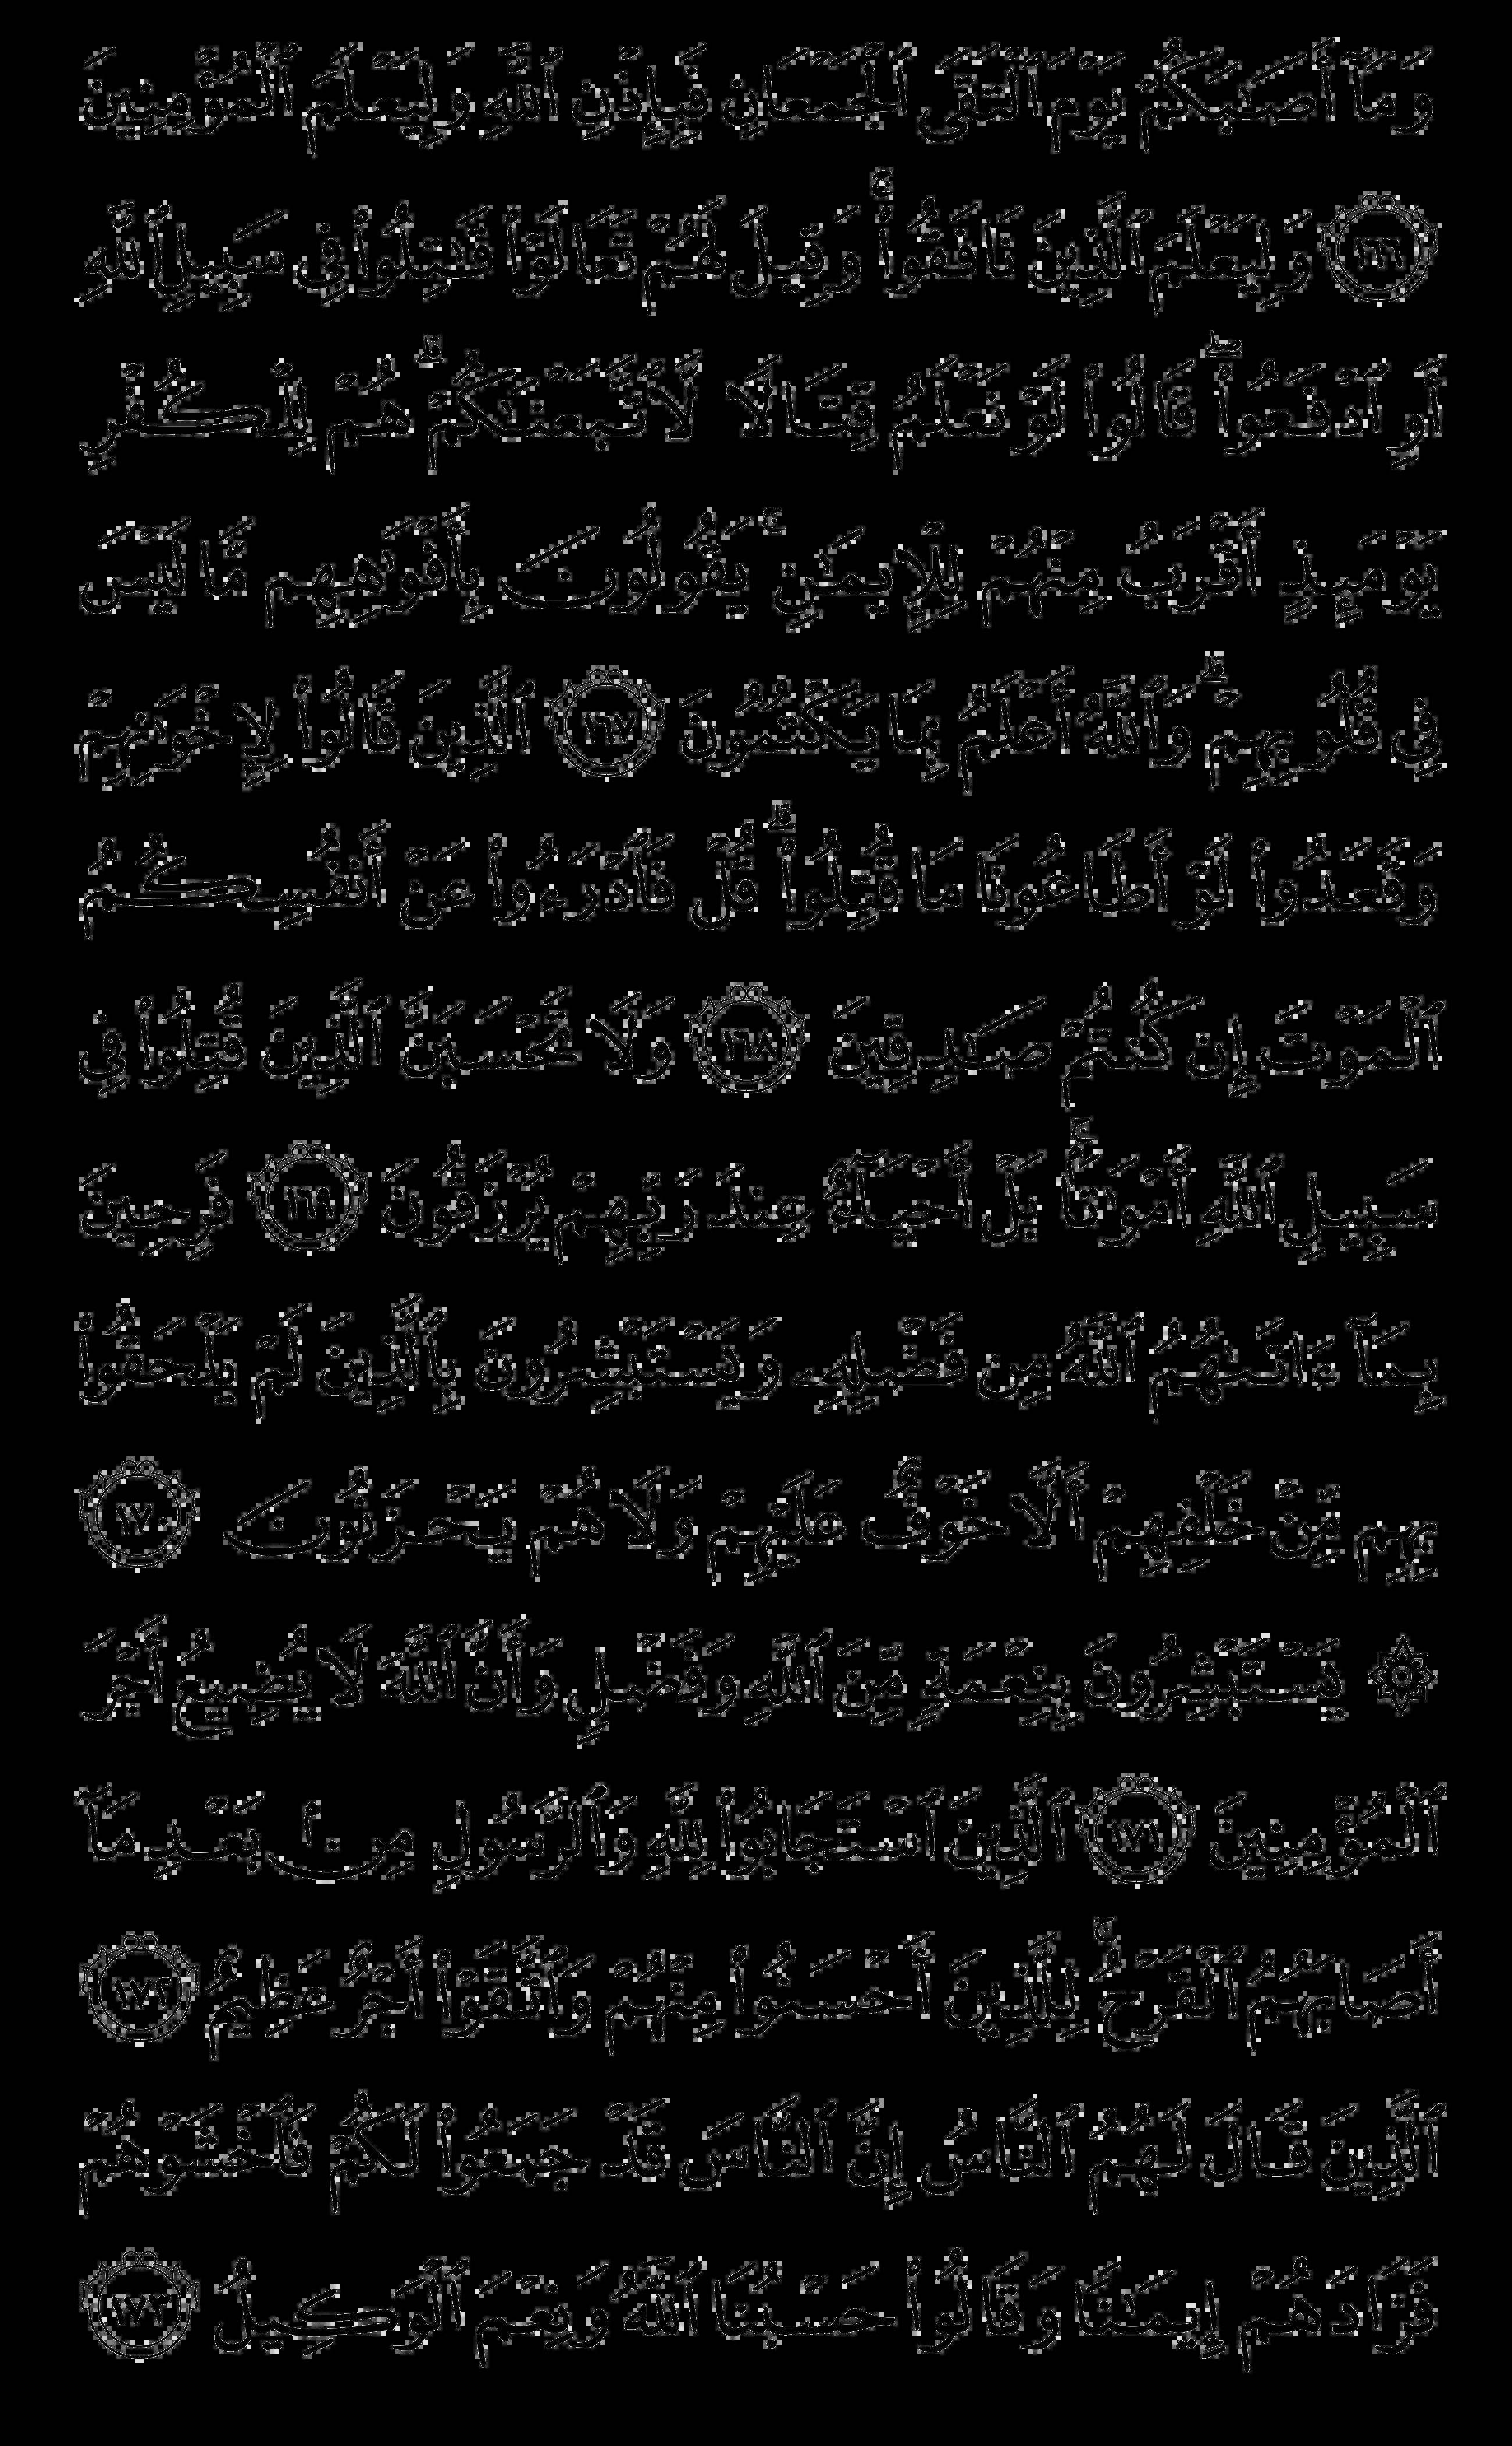 وَمَآ أَصَٰبَكُمْ يَوْمَ ٱلْتَقَى ٱلْجَمْعَانِ فَبِإِذْنِ ٱللَّهِ وَلِيَعْلَمَ ٱلْمُؤْمِنِينَ
١٦٦ وَلِيَعْلَمَ ٱلَّذِينَ نَافَقُوا۟ ۚ وَقِيلَ لَهُمْ تَعَالَوْا۟ قَٰتِلُوا۟ فِى سَبِيلِ ٱللَّهِ
أَوِ ٱدْفَعُوا۟ ۖ قَالُوا۟ لَوْ نَعْلَمُ قِتَالًا لَّٱتَّبَعْنَٰكُمْ ۗ هُمْ لِلْكُفْرِ
يَوْمَئِذٍ أَقْرَبُ مِنْهُمْ لِلْإِيمَٰنِ ۚ يَقُولُونَ بِأَفْوَٰهِهِم مَّا لَيْسَ
فِى قُلُوبِهِمْ ۗ وَٱللَّهُ أَعْلَمُ بِمَا يَكْتُمُونَ ١٦٧ ٱلَّذِينَ قَالُوا۟ لِإِخْوَٰنِهِمْ
وَقَعَدُوا۟ لَوْ أَطَاعُونَا مَا قُتِلُوا۟ ۗ قُلْ فَٱدْرَءُوا۟ عَنْ أَنفُسِكُمُ
ٱلْمَوْتَ إِن كُنتُمْ صَٰدِقِينَ ١٦٨ وَلَا تَحْسَبَنَّ ٱلَّذِينَ قُتِلُوا۟ فِى
سَبِيلِ ٱللَّهِ أَمْوَٰتًۢا ۚ بَلْ أَحْيَآءٌ عِندَ رَبِّهِمْ يُرْزَقُونَ ١٦٩ فَرِحِينَ
بِمَآ ءَاتَىٰهُمُ ٱللَّهُ مِن فَضْلِهِۦ وَيَسْتَبْشِرُونَ بِٱلَّذِينَ لَمْ يَلْحَقُوا۟
بِهِم مِّنْ خَلْفِهِمْ أَلَّا خَوْفٌ عَلَيْهِمْ وَلَا هُمْ يَحْزَنُونَ ١٧٠
۞ يَسْتَبْشِرُونَ بِنِعْمَةٍ مِّنَ ٱللَّهِ وَفَضْلٍ وَأَنَّ ٱللَّهَ لَا يُضِيعُ أَجْرَ
ٱلْمُؤْمِنِينَ ١٧١ ٱلَّذِينَ ٱسْتَجَابُوا۟ لِلَّهِ وَٱلرَّسُولِ مِنۢ بَعْدِ مَآ
أَصَابَهُمُ ٱلْقَرْحُ ۚ لِلَّذِينَ أَحْسَنُوا۟ مِنْهُمْ وَٱتَّقَوْا۟ أَجْرٌ عَظِيمٌ ١٧٢
ٱلَّذِينَ قَالَ لَهُمُ ٱلنَّاسُ إِنَّ ٱلنَّاسَ قَدْ جَمَعُوا۟ لَكُمْ فَٱخْشَوْهُمْ
فَزَادَهُمْ إِيمَٰنًا وَقَالُوا۟ حَسْبُنَا ٱللَّهُ وَنِعْمَ ٱلْوَكِيلُ ١٧٣